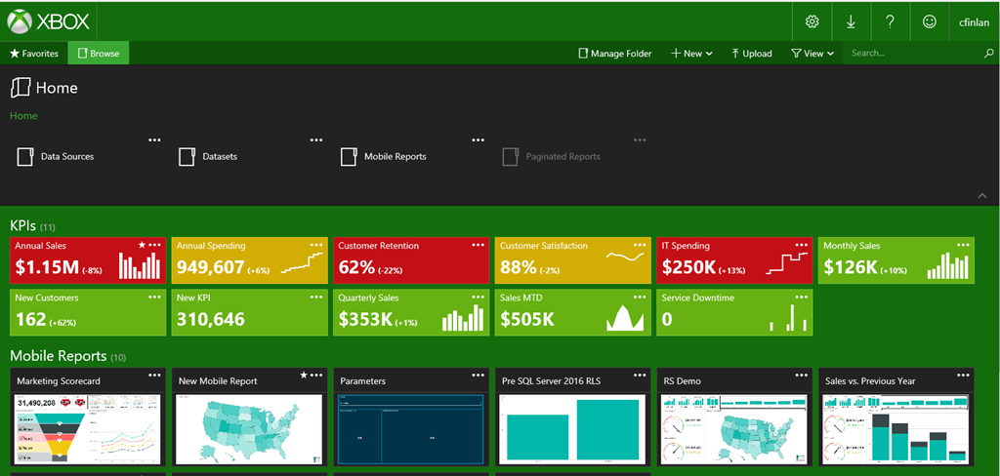 XBOX
cfinlan
Favorites Browse Manage Folder New Upload View Search...
Home
Home
Data Sources Datasets Mobile Reports Paginated Reports
KPIs (11)
Annual Sales Annual Spending Customer Retention Customer Satisfaction IT Spending Monthly Sales
$1.15M (-8%) 949,607 (+6%) 62% (-22%) 88% (-2%) $250K (+13%) $126K (+10%)
New Customers New KPI Quarterly Sales Sales MTD Service Downtime
162 (+62%) 310,646 $353K (+1%) $505K 0
Mobile Reports (10)
Marketing Scorecard New Mobile Report Parameters Pre SQL Server 2016 RLS RS Demo Sales vs. Previous Year
31,490,208